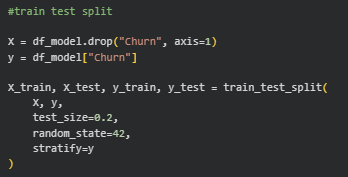 #train test split
X = df_model.drop("Churn", axis=1)
y = df_model["Churn"]
X_train, X_test, y_train, y_test = train_test_split(
    X, y,
    test_size=0.2,
    random_state=42,
    stratify=y
)